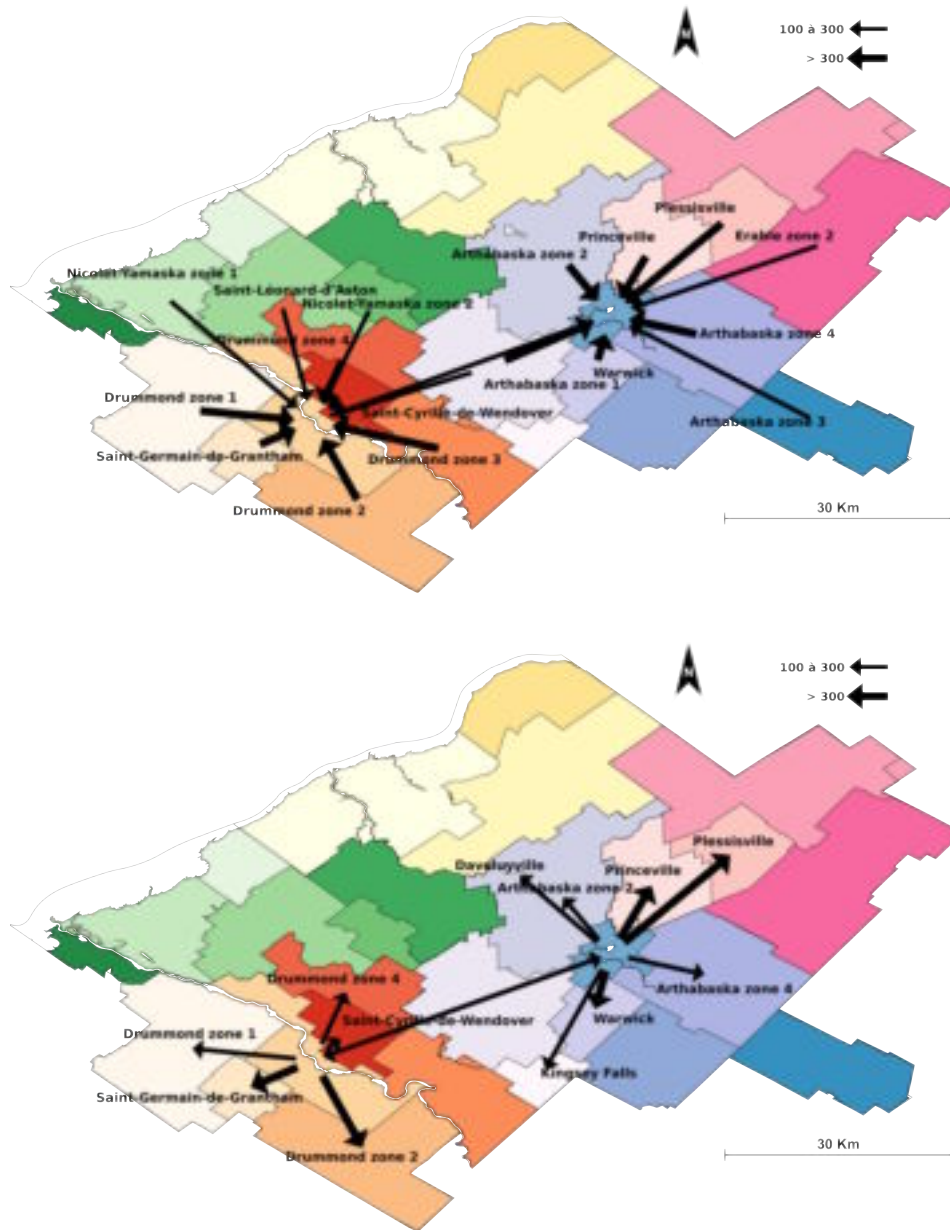 N
100 à 300
> 300
Plessisville
Princeville
Erable zone 2
Arthabaska zone 2
Nicolet-Yamaska zone 1
Saint-Léonard-d'Aston
Nicolet-Yamaska zone 2
Drummond zone 4
Arthabaska zone 4
Warwick
Arthabaska zone 1
Drummond zone 1
Saint-Cyrille-de-Wendover
Arthabaska zone 3
Saint-Germain-de-Grantham
Drummond zone 3
Drummond zone 2
30 Km
N
100 à 300
> 300
Plessisville
Daveluyville
Princeville
Arthabaska zone 2
Drummond zone 4
Arthabaska zone 4
Saint-Cyrille-de-Wendover
Warwick
Drummond zone 1
Kingsey Falls
Saint-Germain-de-Grantham
Drummond zone 2
30 Km